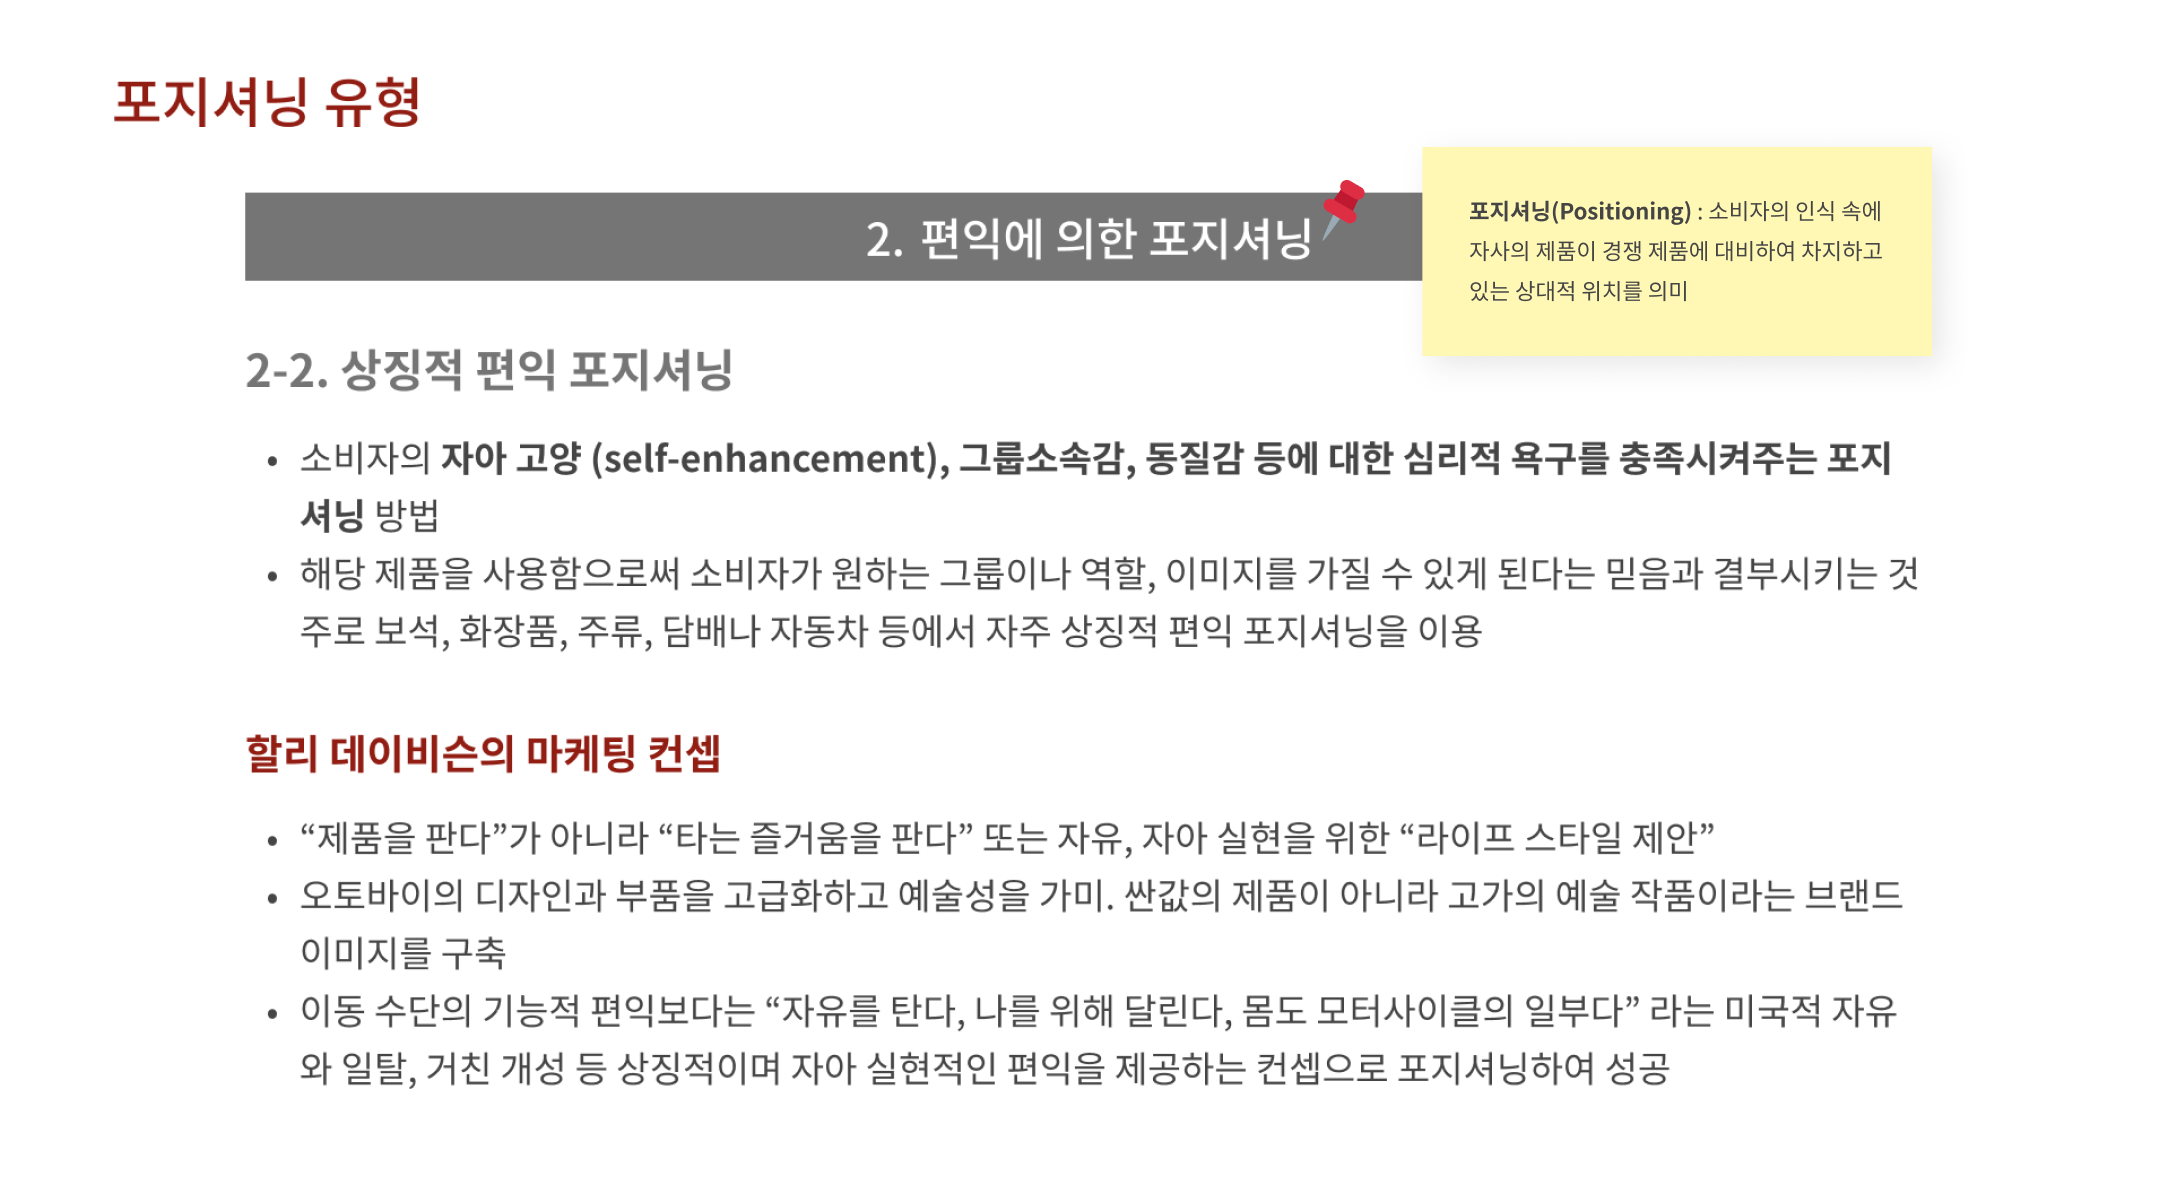 포지셔닝 유형
2. 편익에 의한 포지셔닝
포지셔닝(Positioning) : 소비자의 인식 속에
자사의 제품이 경쟁 제품에 대비하여 차지하고
있는 상대적 위치를 의미
2-2. 상징적 편익 포지셔닝
• 소비자의 자아 고양 (self-enhancement), 그룹소속감, 동질감 등에 대한 심리적 욕구를 충족시켜주는 포지
셔닝 방법
• 해당 제품을 사용함으로써 소비자가 원하는 그룹이나 역할, 이미지를 가질 수 있게 된다는 믿음과 결부시키는 것
주로 보석, 화장품, 주류, 담배나 자동차 등에서 자주 상징적 편익 포지셔닝을 이용
할리 데이비슨의 마케팅 컨셉
• “제품을 판다”가 아니라 “타는 즐거움을 판다” 또는 자유, 자아 실현을 위한 “라이프 스타일 제안”
• 오토바이의 디자인과 부품을 고급화하고 예술성을 가미. 싼값의 제품이 아니라 고가의 예술 작품이라는 브랜드
이미지를 구축
• 이동 수단의 기능적 편익보다는 “자유를 탄다, 나를 위해 달린다, 몸도 모터사이클의 일부다” 라는 미국적 자유
와 일탈, 거친 개성 등 상징적이며 자아 실현적인 편익을 제공하는 컨셉으로 포지셔닝하여 성공